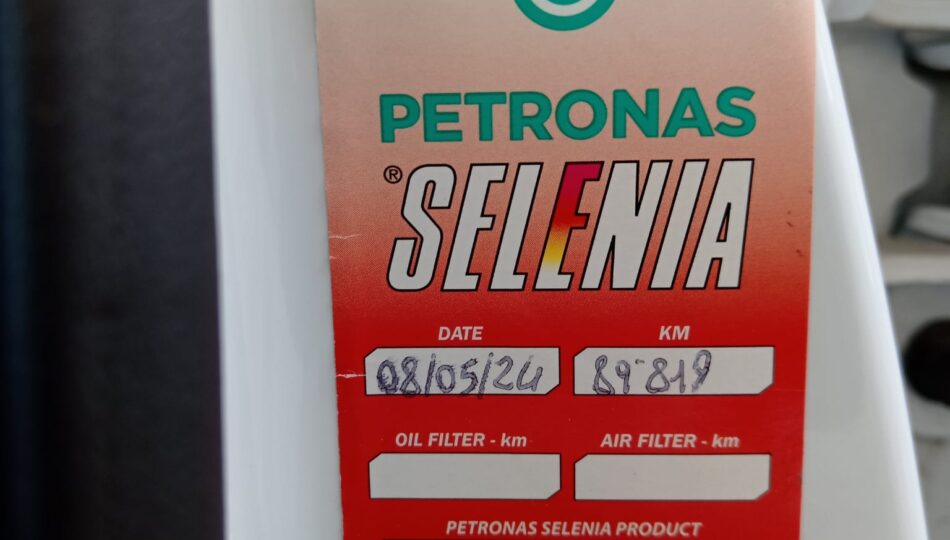 PETRONAS
® SELENIA
DATE KM
08/05/24 89-819
OIL FILTER - km AIR FILTER - km
PETRONAS SELENIA PRODUCT